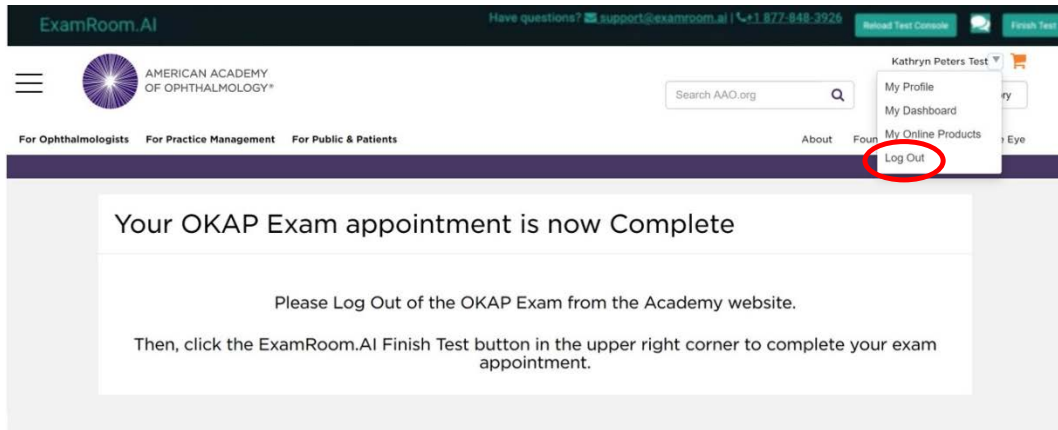 ExamRoom.AI
Have questions? support@examroom.ai | +1 877-848-3926
Reload Test Console
Finish Test
Kathryn Peters Test
AMERICAN ACADEMY
OF OPHTHALMOLOGY®
Search AAO.org
My Profile
My Dashboard
My Online Products
Log Out
For Ophthalmologists For Practice Management For Public & Patients
About
Eye
Your OKAP Exam appointment is now Complete
Please Log Out of the OKAP Exam from the Academy website.
Then, click the ExamRoom.AI Finish Test button in the upper right corner to complete your exam
appointment.